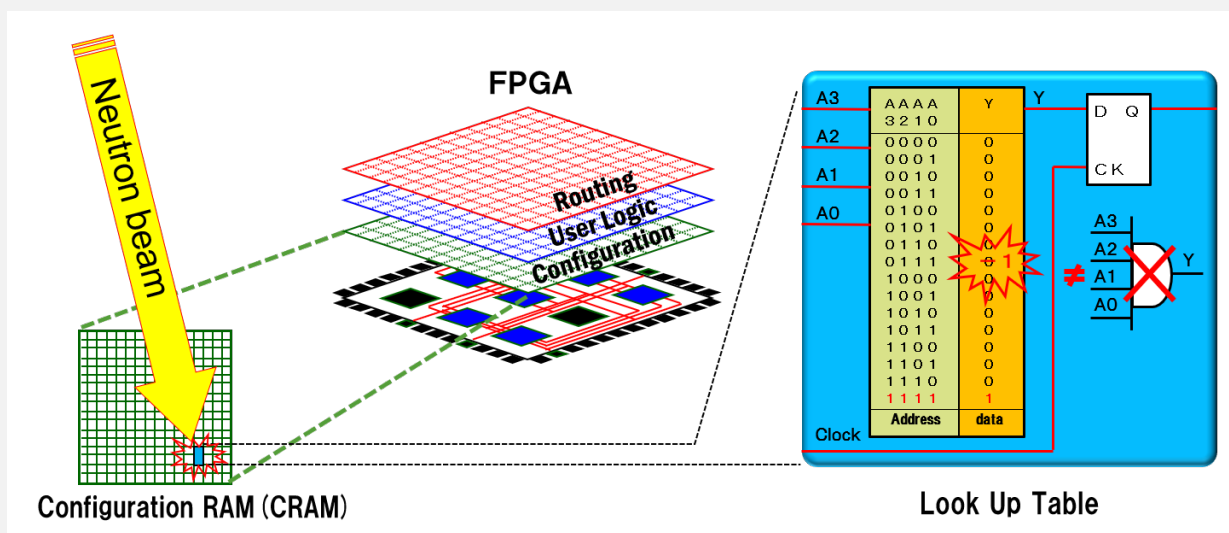 Neutron beam
FPGA
Routing
User Logic
Configuration
Configuration RAM (CRAM)
A3
A2
A1
A0
Clock
A A A A Y
3 2 1 0
0 0 0 0 0
0 0 0 1 0
0 0 1 0 0
0 0 1 1 0
0 1 0 0 0
0 1 0 1 0
0 1 1 0 0
0 1 1 1 1
1 0 0 0 0
1 0 0 1 0
1 0 1 0 0
1 0 1 1 0
1 1 0 0 0
1 1 0 1 0
1 1 1 0 0
1 1 1 1 1
Address data
Y
D Q
CK
≠
A3
A2
A1
A0
Y
Look Up Table